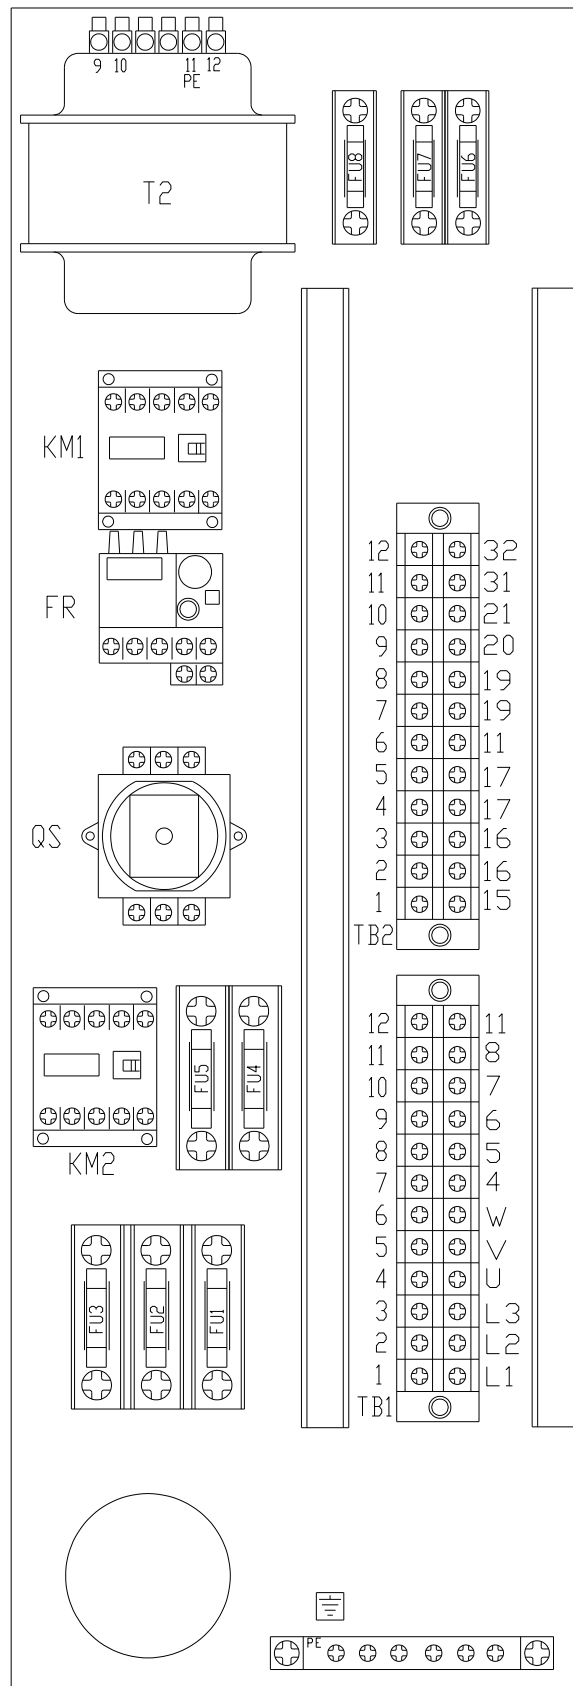 9 10 11 12
PE
T2
FU8 FU7 FU6
KM1
FR
QS
12 32
11 31
10 21
9 20
8 19
7 19
6 11
5 17
4 17
3 16
2 16
1 15
TB2
12 11
11 8
10 7
9 6
8 5
7 4
6 W
5 V
4 U
3 L3
2 L2
1 L1
TB1
FU5 FU4
KM2
FU3 FU2 FU1
PE